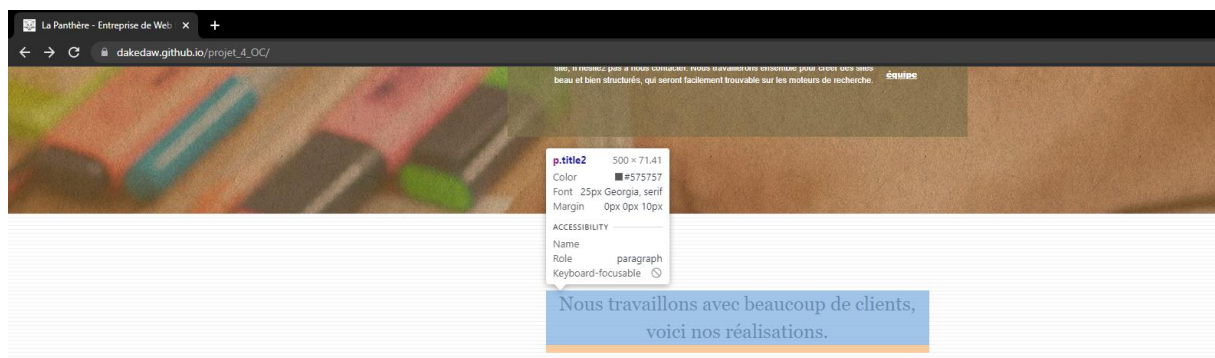 La Panthère - Entreprise de Web
dakedaw.github.io/projet_4_OC/
site, n'hésitez pas à nous contacter. Nous travaillerons ensemble pour créer des sites
beau et bien structurés, qui seront facilement trouvable sur les moteurs de recherche.
équipe
p.title2 500 × 71.41
Color #575757
Font 25px Georgia, serif
Margin 0px 0px 10px
ACCESSIBILITY
Name
Role paragraph
Keyboard-focusable
Nous travaillons avec beaucoup de clients,
voici nos réalisations.